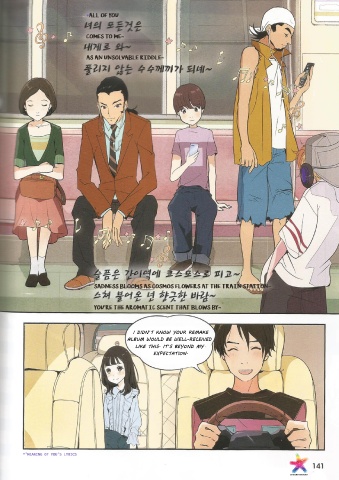 -ALL OF YOU
너의 모든것은
COMES TO ME-
내게로 와~
AS AN UNSOLVABLE RIDDLE-
풀리지 않는 수수께끼가 되네~
슬픔은 간이역에 코스모스로 피고~
SADNESS BLOOMS AS COSMOS FLOWERS AT THE TRAIN STATION-
스쳐 불어온 넌 향긋한 바람~
YOU'RE THE AROMATIC SCENT THAT BLOWS BY-
I DIDN'T KNOW YOUR REMAKE
ALBUM WOULD BE WELL-RECEIVED
LIKE THIS. IT'S BEYOND MY
EXPECTATION.
141